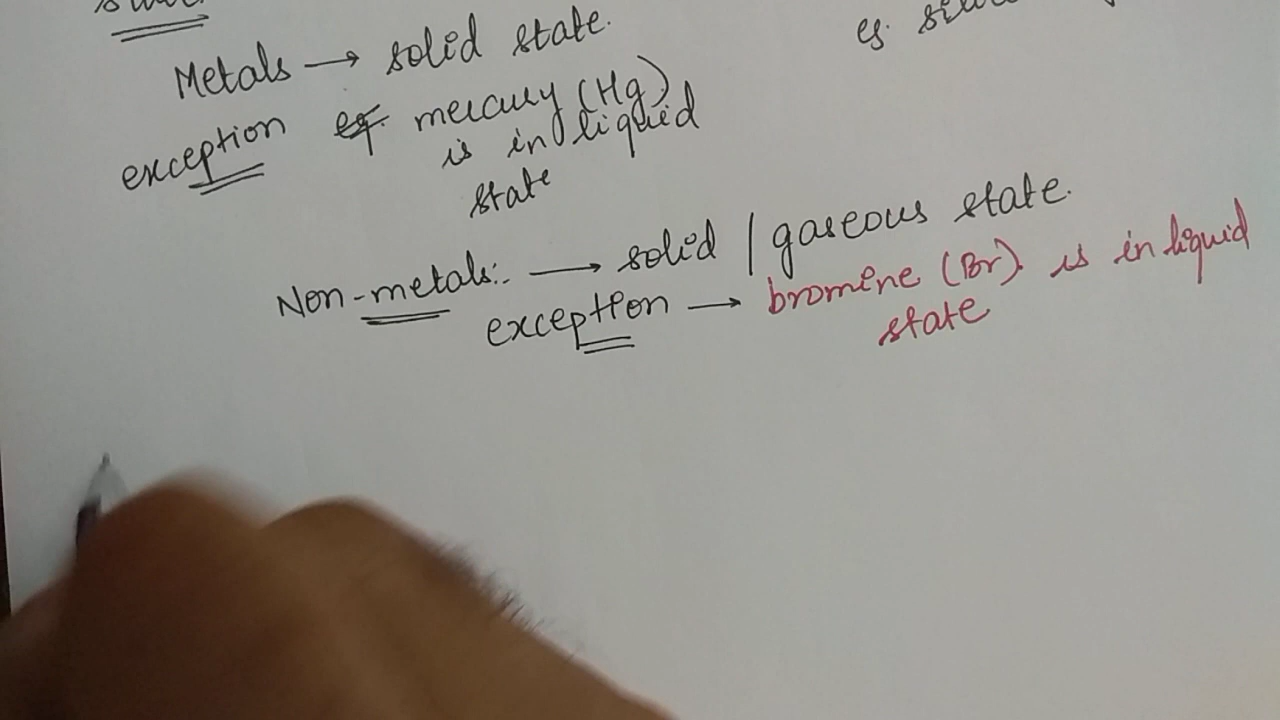 Metals → solid state.
exception eg. mercury (Hg)
is in liquid
state
Non-metals:. → solid / gaseous state.
exception → bromine (Br). is in liquid
state